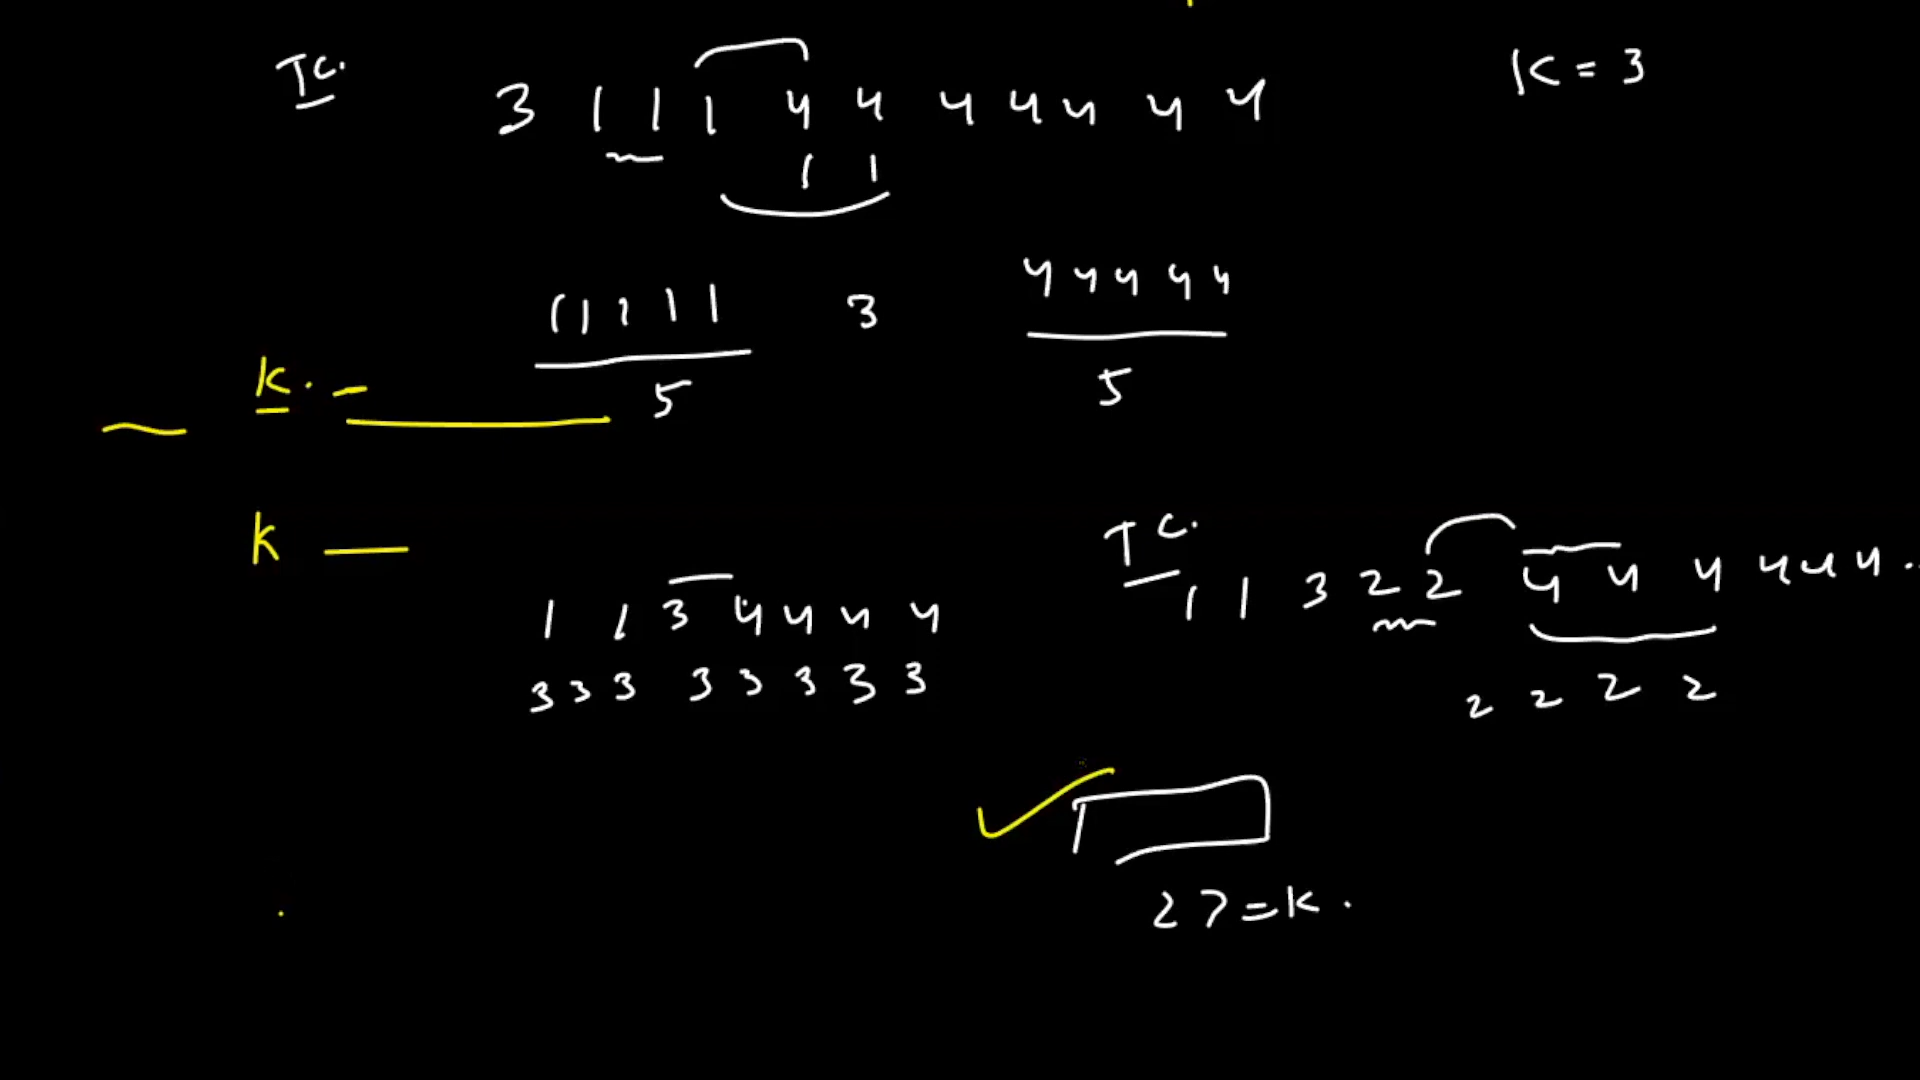 Tc. 3 1 1 1 4 4 4 4 4 4 4 K = 3
1 1
1 1 1 1 1 3 4 4 4 4 4
K. - 5 5
K —
T C.
1 1 3 2 2 4 4 4 4 4 4 .
1 1 3 4 4 4 4
3 3 3 3 3 3 3 3
2 2 2 2
2 7 = K .